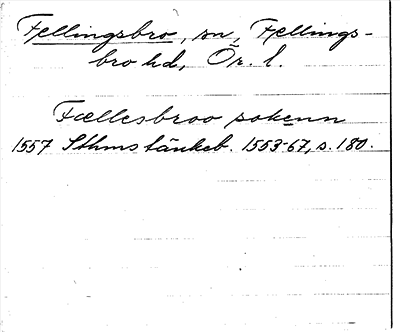 Fellingsbro, sn, Fellings-
bro hd, Ör. l.
Fællesbroo sokenn
1557 Sthms tänkeb. 1553-67, s. 180.